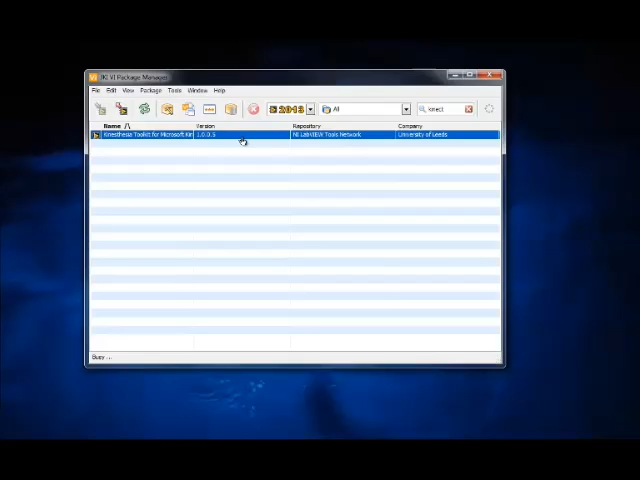 VI JKI VI Package Manager
File Edit View Package Tools Window Help
2013 All kinect
Name /\ Version Repository Company
Kinesthesia Toolkit for Microsoft Kin 1.0.0.5 NI LabVIEW Tools Network University of Leeds
Busy ...